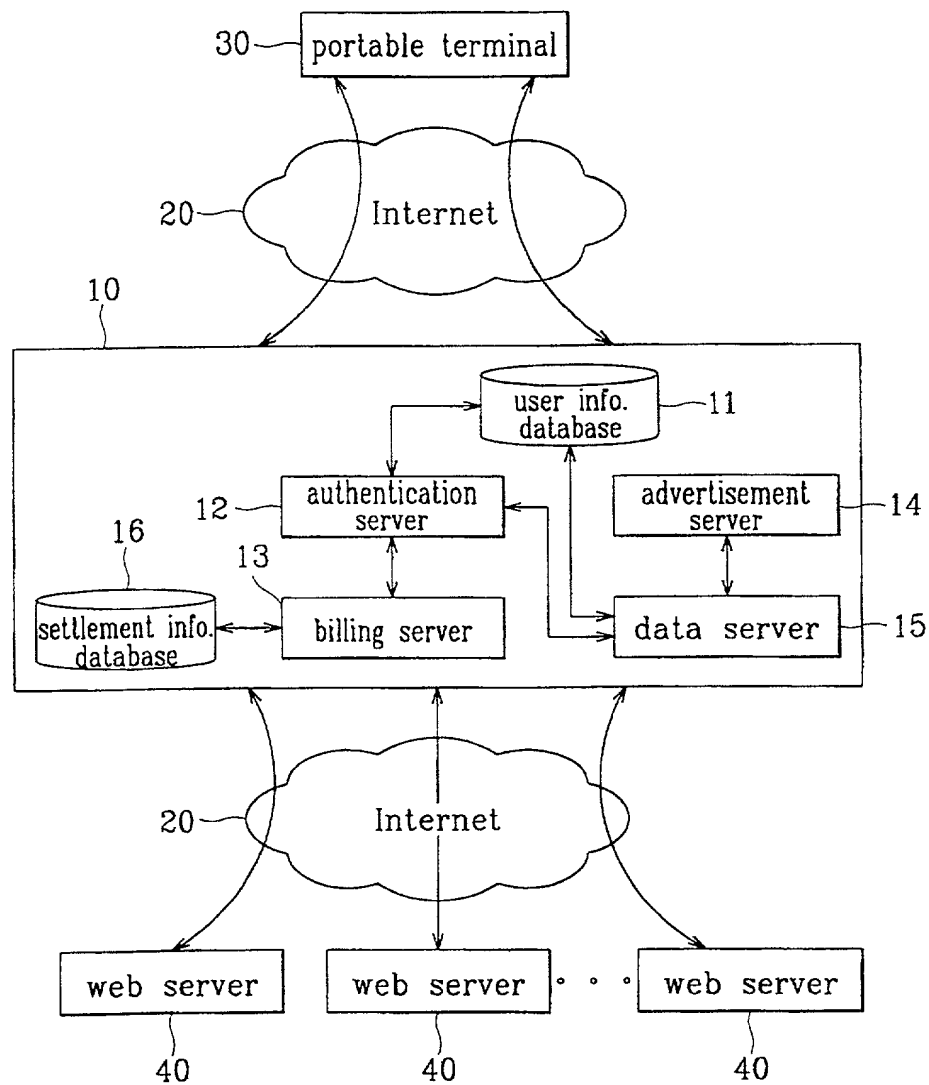 30
portable terminal
20
Internet
10
user info.
database
11
12
authentication
server
advertisement
server
14
16
13
settlement info.
database
billing server
data server
15
20
Internet
web server
web server
web server
40
40
40